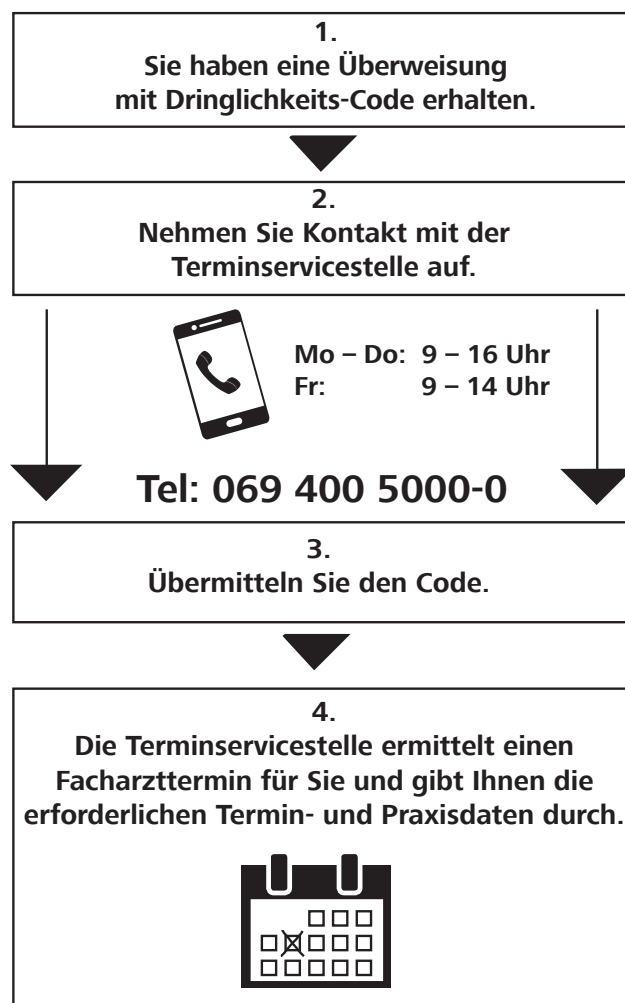 1.
Sie haben eine Überweisung
mit Dringlichkeits-Code erhalten.
2.
Nehmen Sie Kontakt mit der
Terminservicestelle auf.
Mo – Do: 9 – 16 Uhr
Fr: 9 – 14 Uhr
Tel: 069 400 5000-0
3.
Übermitteln Sie den Code.
4.
Die Terminservicestelle ermittelt einen
Facharzttermin für Sie und gibt Ihnen die
erforderlichen Termin- und Praxisdaten durch.